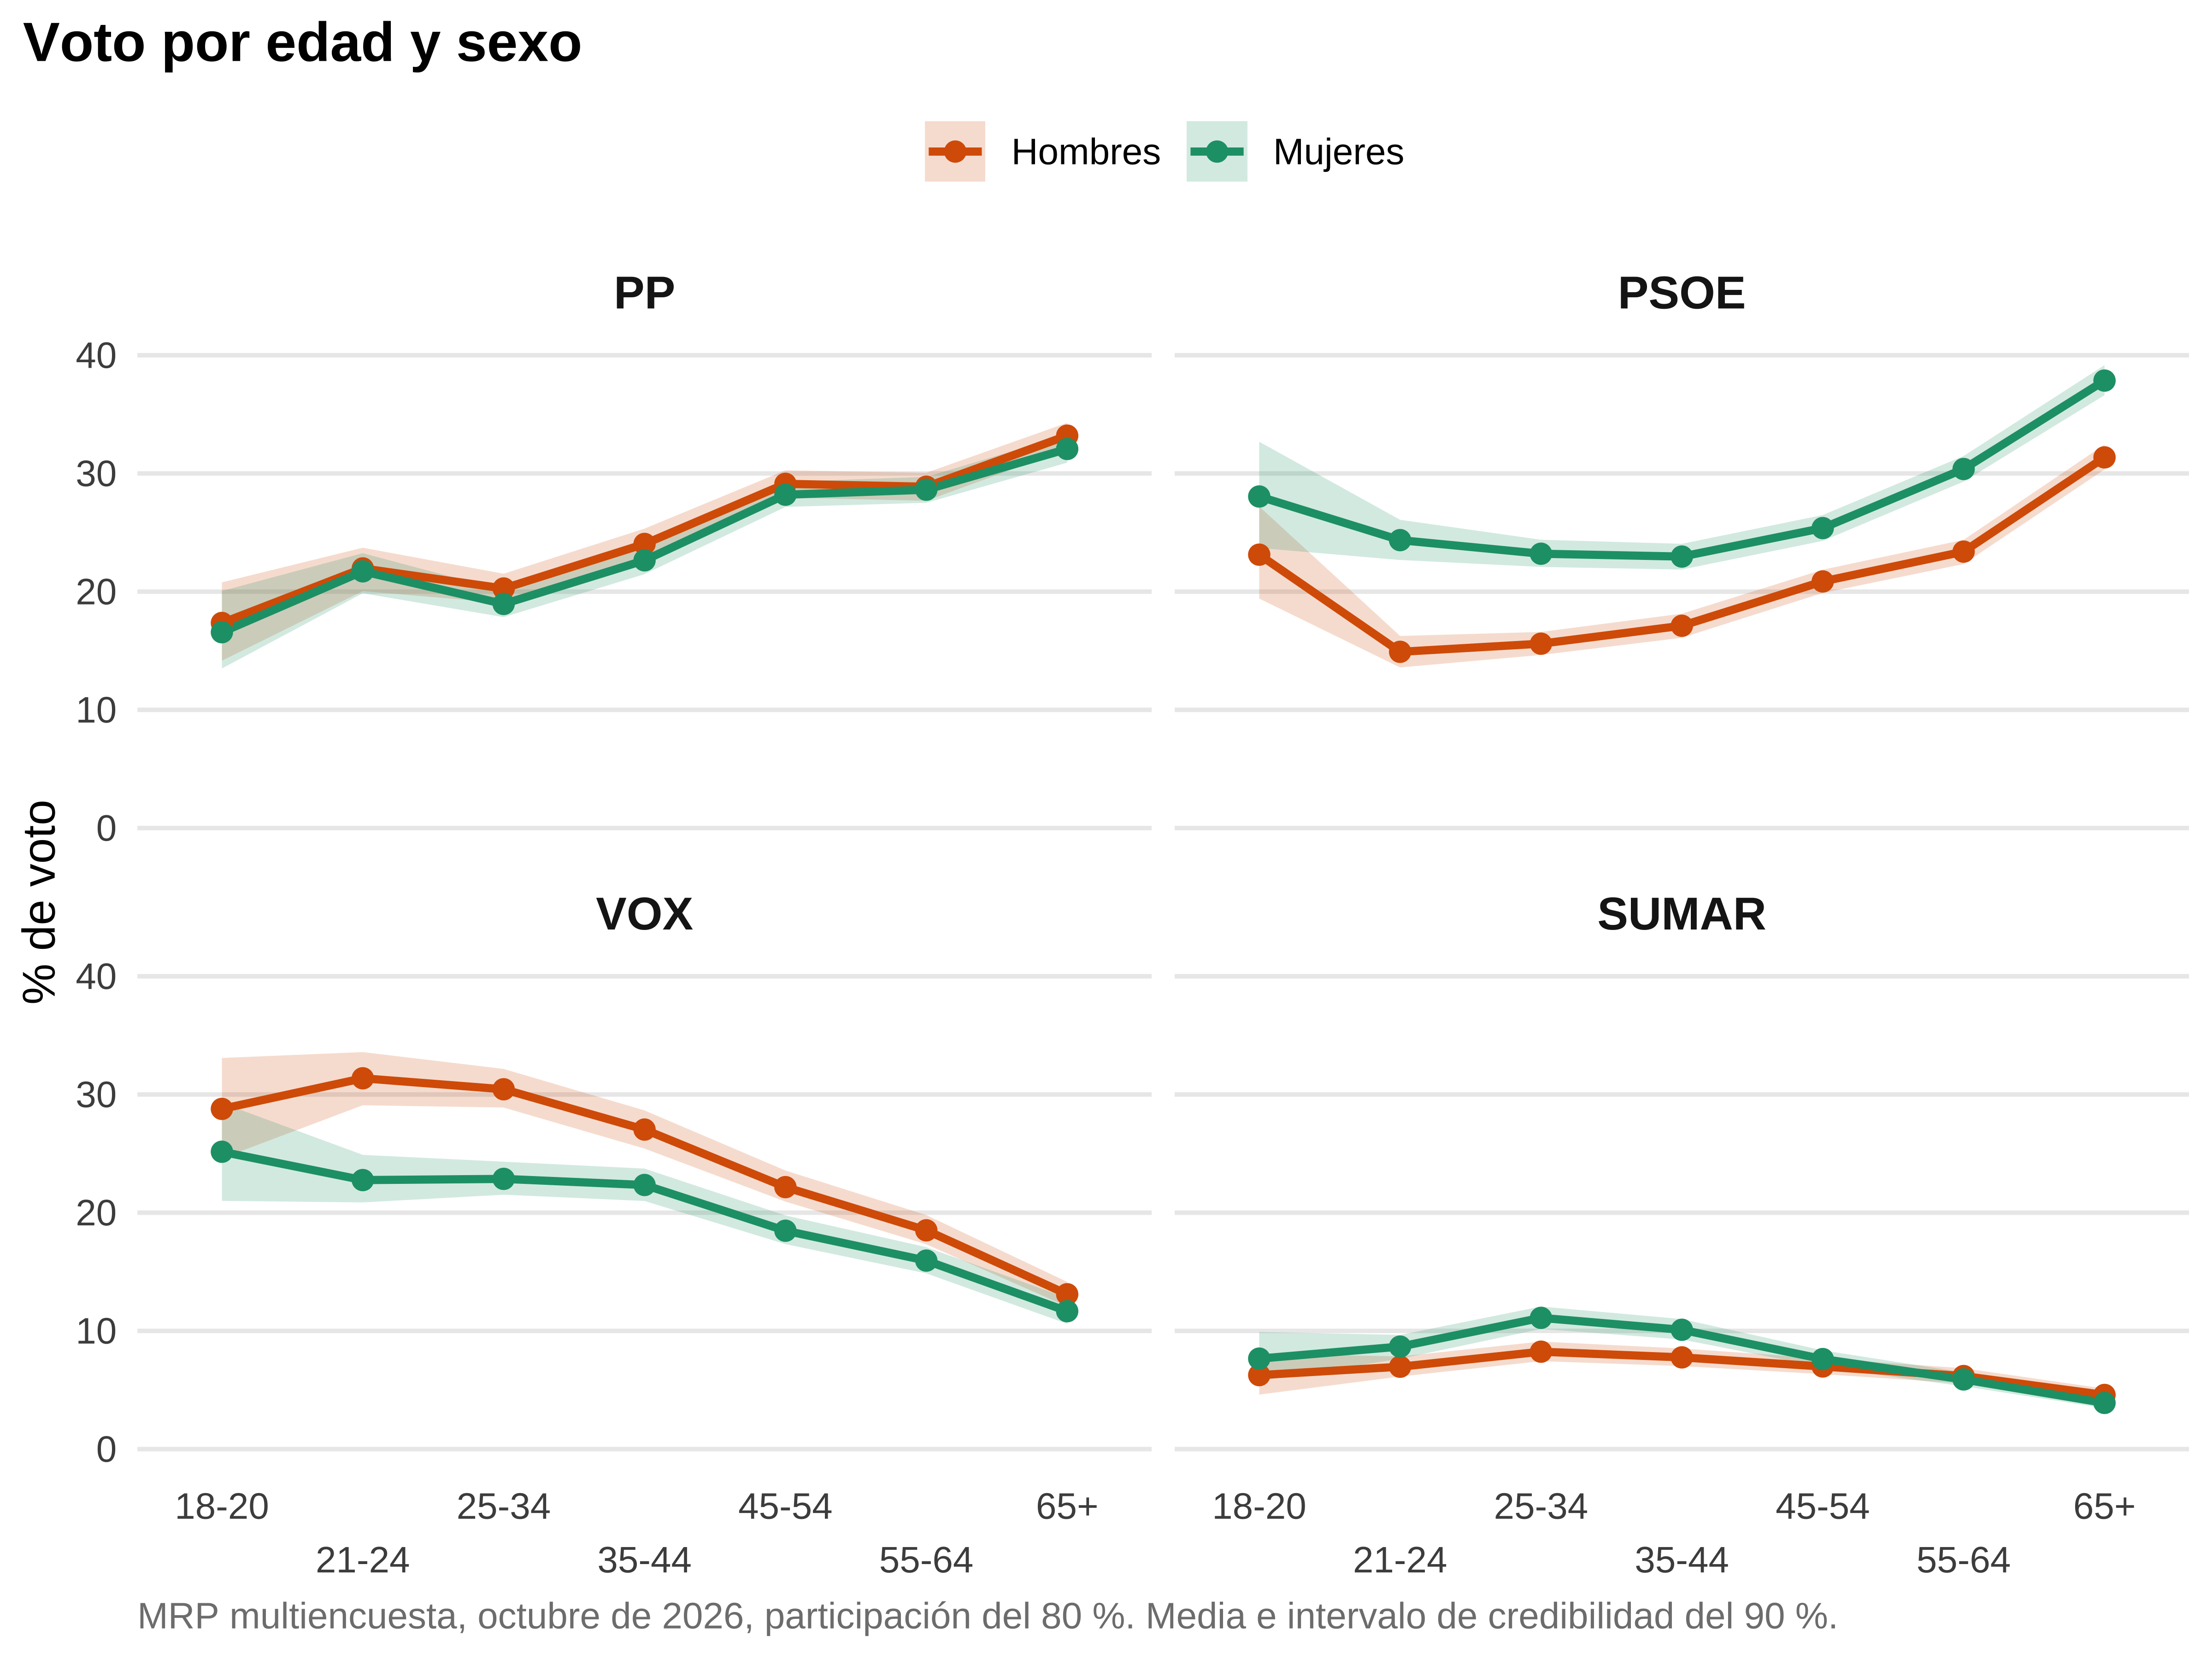 Voto por edad y sexo
Hombres Mujeres
PP PSOE
40
30
20
10
0
% de voto
VOX SUMAR
40
30
20
10
0
18-20 25-34 45-54 65+ 18-20 25-34 45-54 65+
21-24 35-44 55-64 21-24 35-44 55-64
MRP multiencuesta, octubre de 2026, participación del 80 %. Media e intervalo de credibilidad del 90 %.